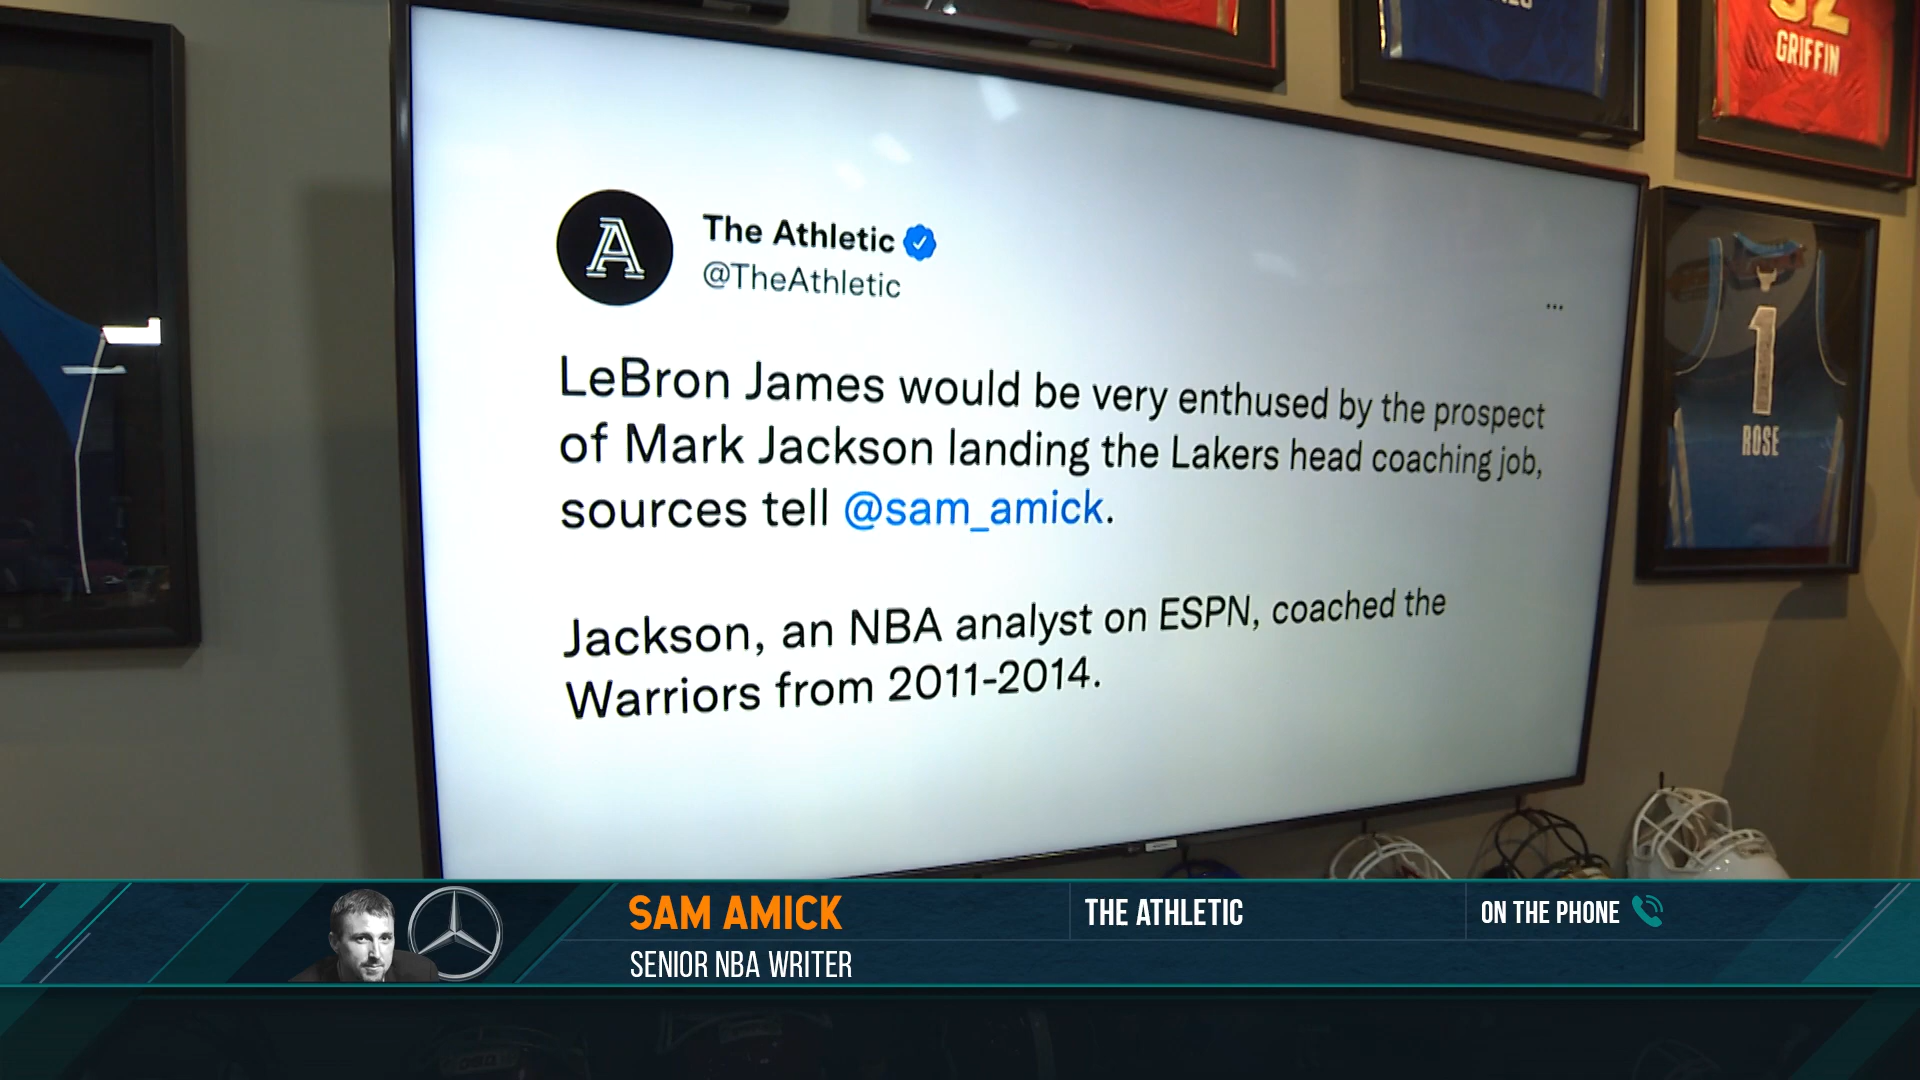 32
GRIFFIN
The Athletic
@TheAthletic
...
LeBron James would be very enthused by the prospect
of Mark Jackson landing the Lakers head coaching job,
sources tell @sam_amick.
Jackson, an NBA analyst on ESPN, coached the
Warriors from 2011-2014.
1
ROSE
SAM AMICK
SENIOR NBA WRITER
THE ATHLETIC
ON THE PHONE